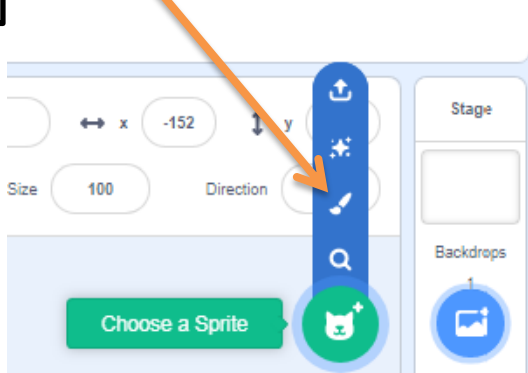 x -152 y
Stage
Size 100 Direction
Backdrops
1
Choose a Sprite